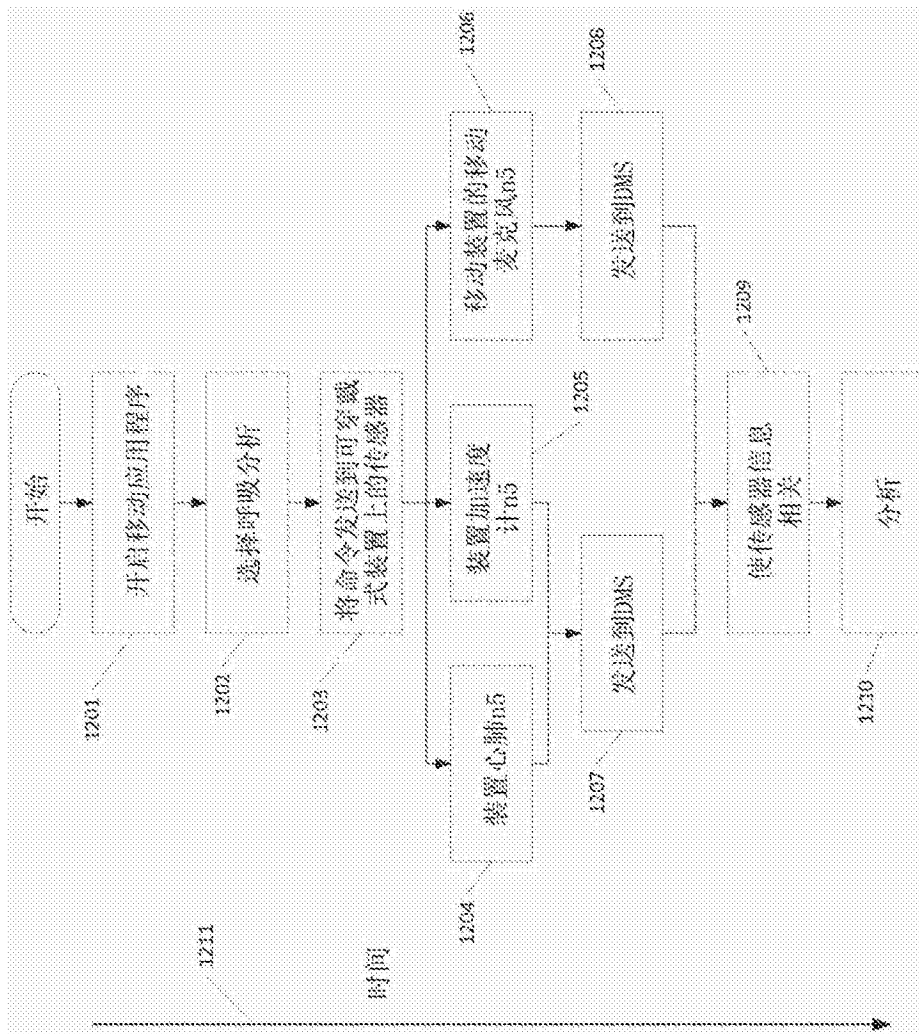 开始
开启移动应用程序
1201
选择呼吸分析
1202
将命令发送到可穿戴
式装置上的传感器
1203
装置心肺n5
1204
装置加速度
计n5
1205
移动装置的移动
麦克风n5
1206
发送到DMS
1207
发送到DMS
1208
使传感器信息
相关
1209
分析
1210
时间
1211